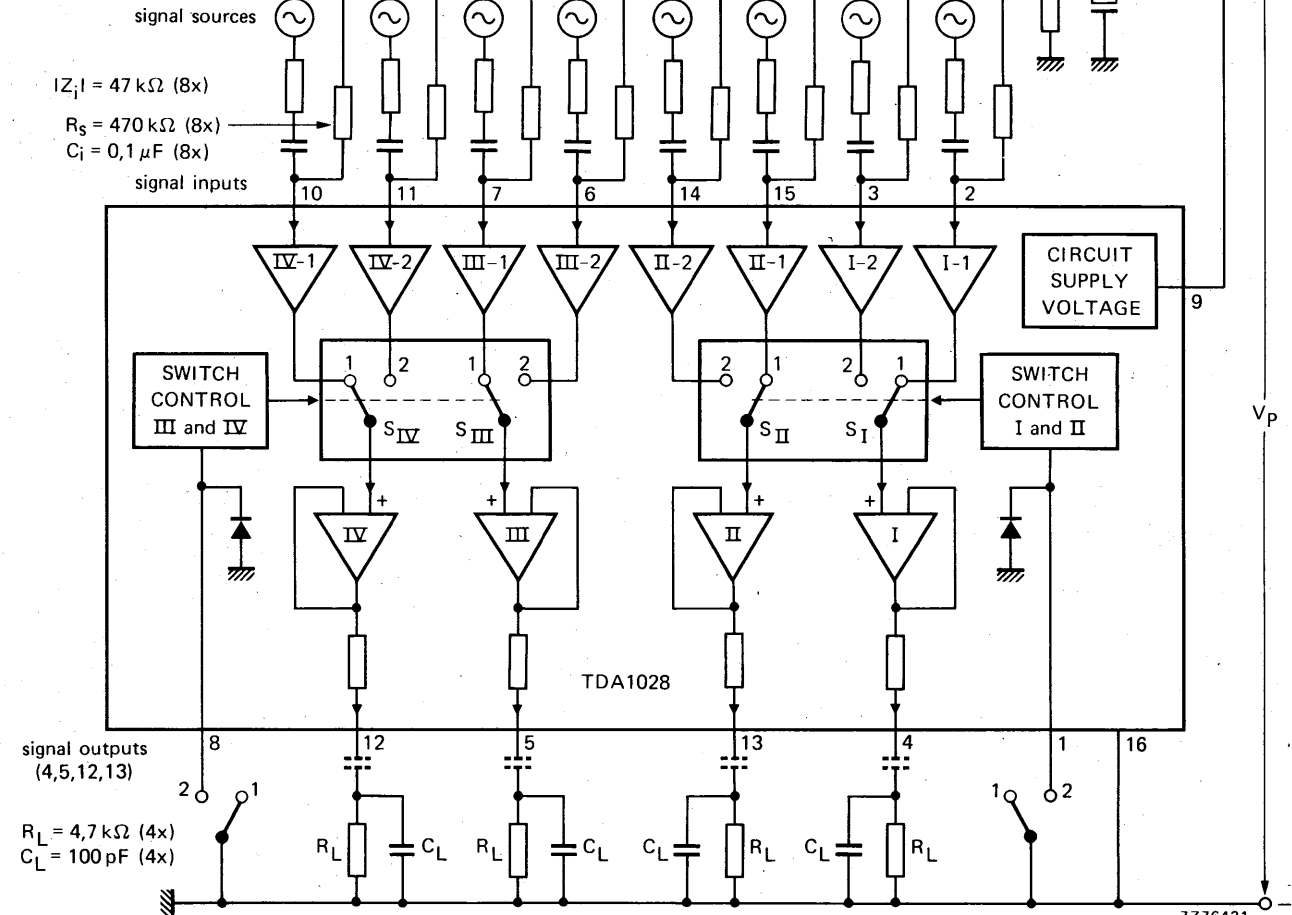 signal sources
|Zi| = 47 kΩ (8x)
Rs = 470 kΩ (8x)
Ci = 0,1 μF (8x)
signal inputs
10 11 7 6 14 15 3 2
IV-1 IV-2 III-1 III-2 II-2 II-1 I-2 I-1
CIRCUIT
SUPPLY
VOLTAGE
9
1 2 1 2 2 1 2 1
SWITCH
CONTROL
III and IV
SWITCH
CONTROL
I and II
VP
SIV SIII SII SI
+ + + +
IV III II I
TDA1028
signal outputs
(4,5,12,13)
8 12 5 13 4 1 16
2 1 1 2
RL = 4,7 kΩ (4x)
CL = 100 pF (4x)
RL CL RL CL CL RL CL RL